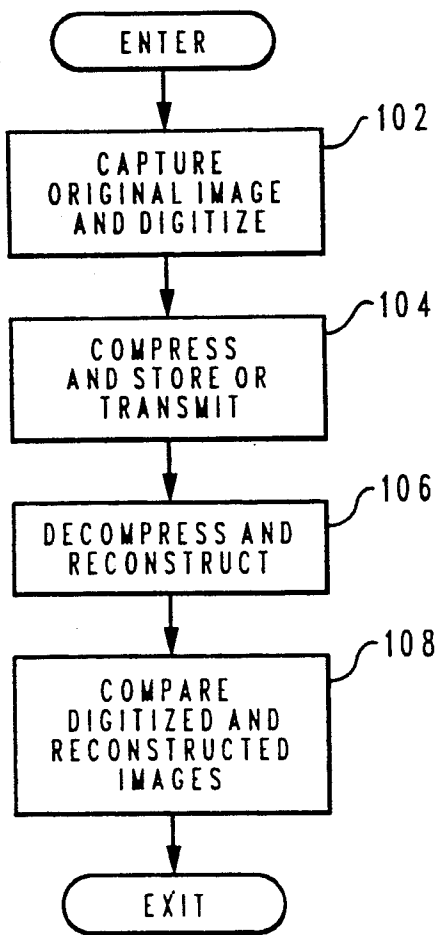 ENTER
102
CAPTURE
ORIGINAL IMAGE
AND DIGITIZE
104
COMPRESS
AND STORE OR
TRANSMIT
106
DECOMPRESS AND
RECONSTRUCT
108
COMPARE
DIGITIZED AND
RECONSTRUCTED
IMAGES
EXIT